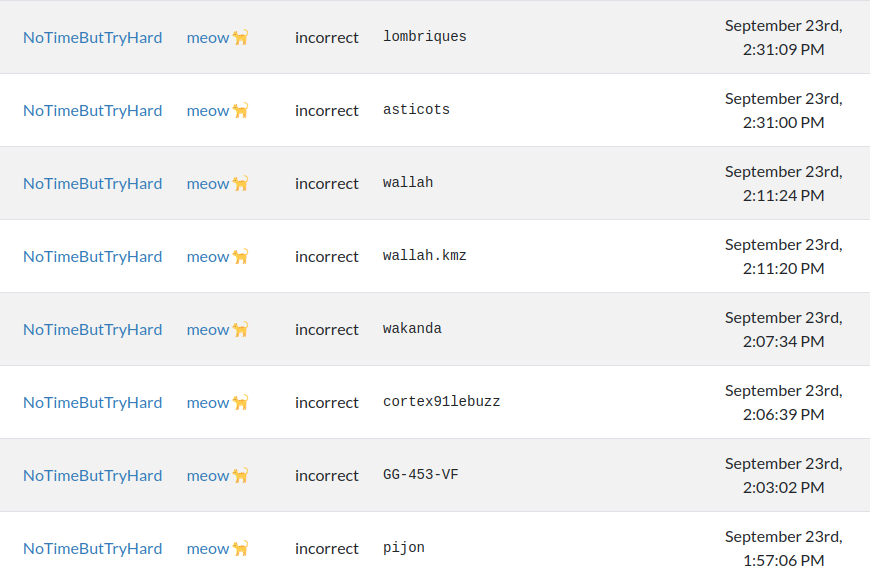 NoTimeButTryHard meow🐈 incorrect lombriques September 23rd, 2:31:09 PM
NoTimeButTryHard meow🐈 incorrect asticots September 23rd, 2:31:00 PM
NoTimeButTryHard meow🐈 incorrect wallah September 23rd, 2:11:24 PM
NoTimeButTryHard meow🐈 incorrect wallah.kmz September 23rd, 2:11:20 PM
NoTimeButTryHard meow🐈 incorrect wakanda September 23rd, 2:07:34 PM
NoTimeButTryHard meow🐈 incorrect cortex91lebuzz September 23rd, 2:06:39 PM
NoTimeButTryHard meow🐈 incorrect GG-453-VF September 23rd, 2:03:02 PM
NoTimeButTryHard meow🐈 incorrect pijon September 23rd, 1:57:06 PM